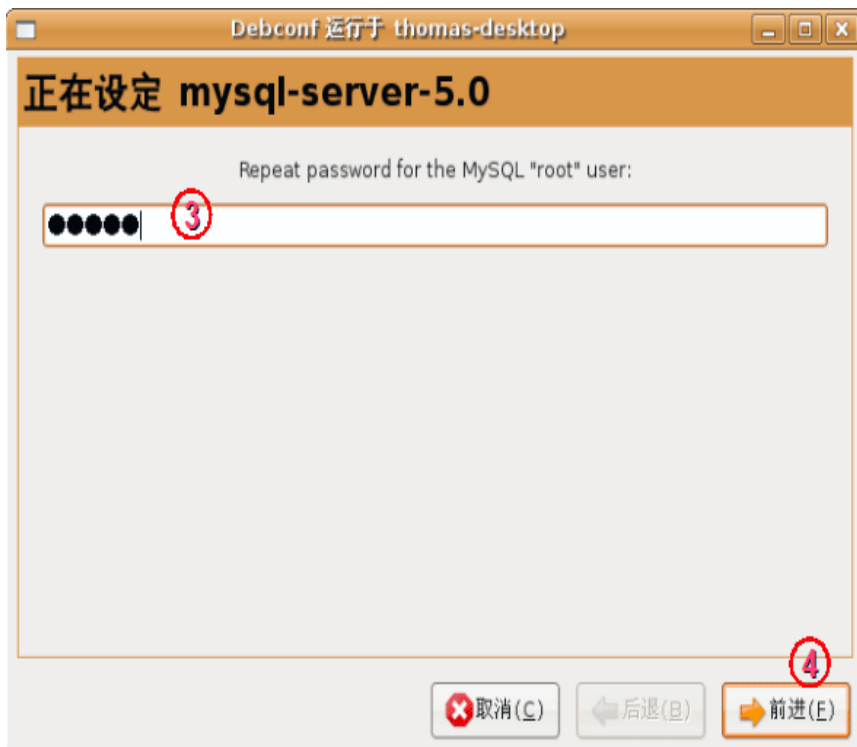 Debconf 运行于 thomas-desktop
正在设定 mysql-server-5.0
Repeat password for the MySQL "root" user:
●●●●● 3
4
取消(C) 后退(B) 前进(F)